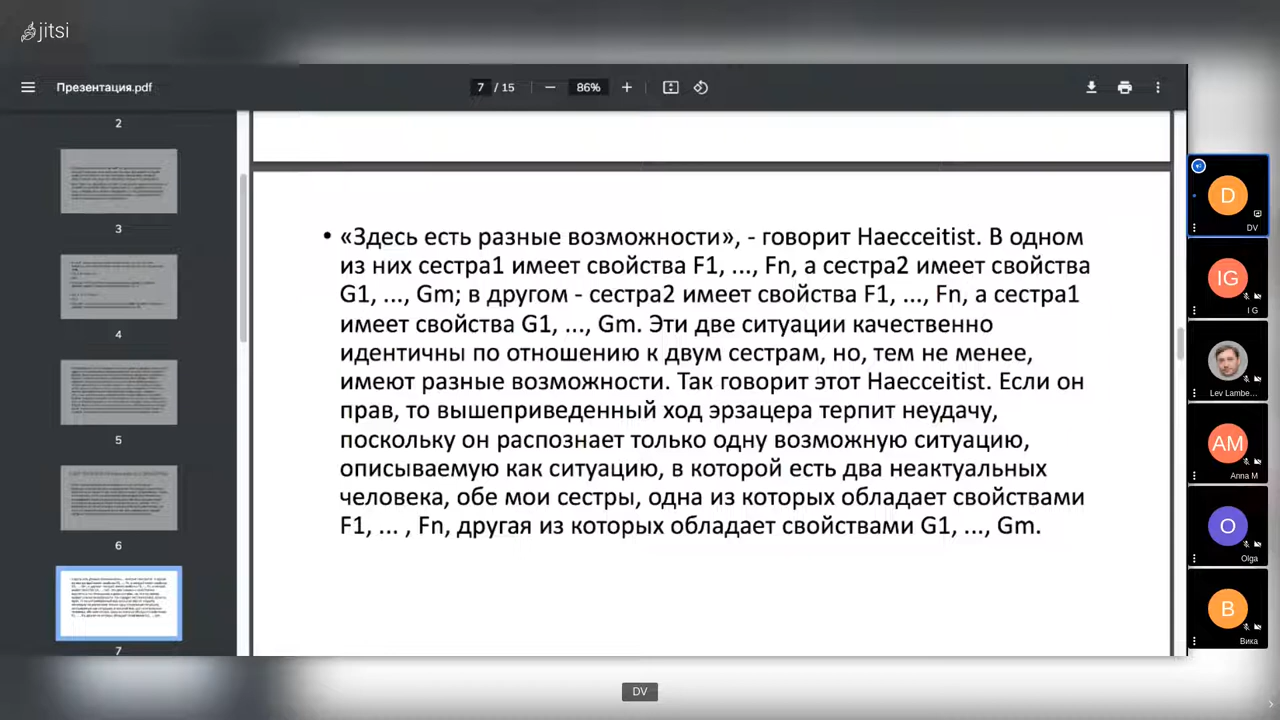 jitsi
Презентация.pdf
7 / 15
86%
2
3
4
5
6
7
• «Здесь есть разные возможности», - говорит Haecceitist. В одном
из них сестра1 имеет свойства F1, ..., Fn, а сестра2 имеет свойства
G1, ..., Gm; в другом - сестра2 имеет свойства F1, ..., Fn, а сестра1
имеет свойства G1, ..., Gm. Эти две ситуации качественно
идентичны по отношению к двум сестрам, но, тем не менее,
имеют разные возможности. Так говорит этот Haecceitist. Если он
прав, то вышеприведенный ход эрзацера терпит неудачу,
поскольку он распознает только одну возможную ситуацию,
описываемую как ситуацию, в которой есть два неактуальных
человека, обе мои сестры, одна из которых обладает свойствами
F1, ... , Fn, другая из которых обладает свойствами G1, ..., Gm.
D
DV
IG
I G
Lev Lambe...
AM
Anna M
O
Olga
B
Вика
DV